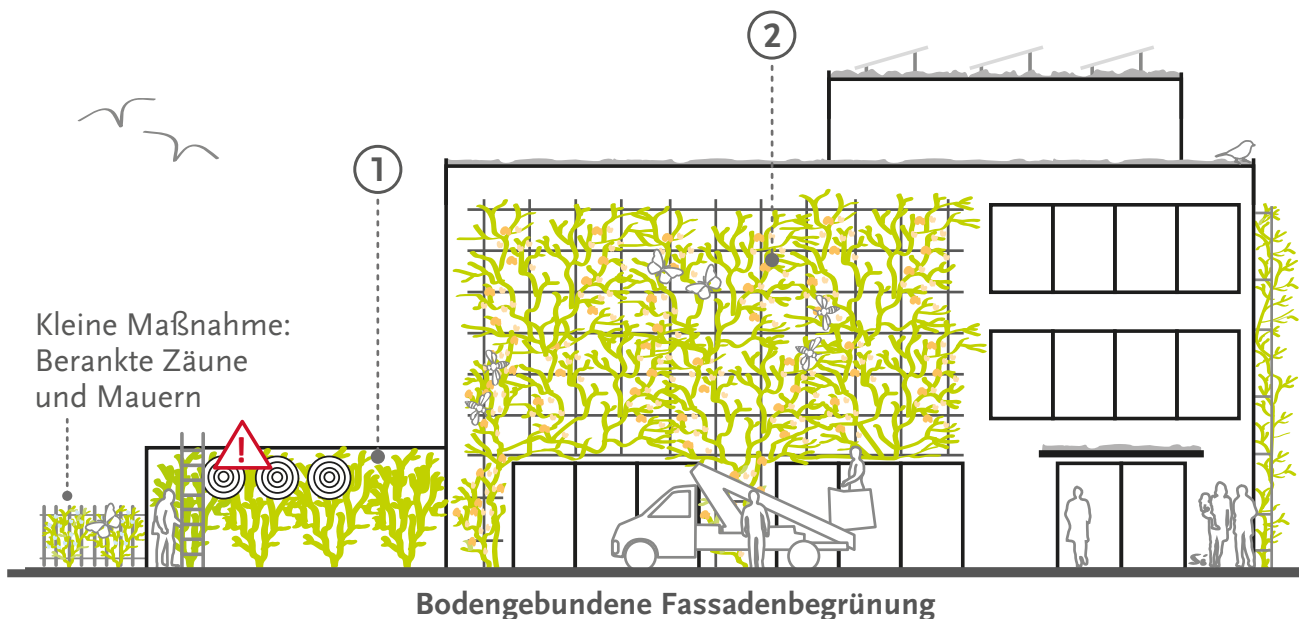 2
1
Kleine Maßnahme:
Berankte Zäune
und Mauern
!
Bodengebundene Fassadenbegrünung